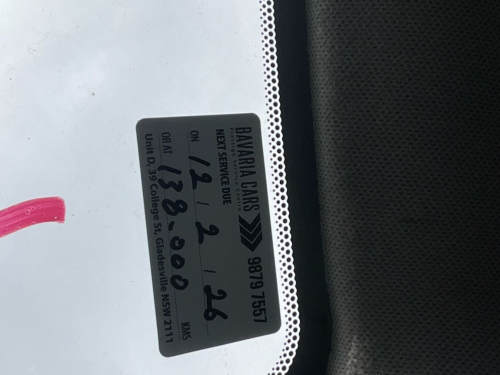 BAVARIA CARS 9879 7557
NEXT SERVICE DUE
ON 12 / 2 / 26
OR AT 138-000 KMS
Unit D, 39 College St, Gladesville NSW 2111